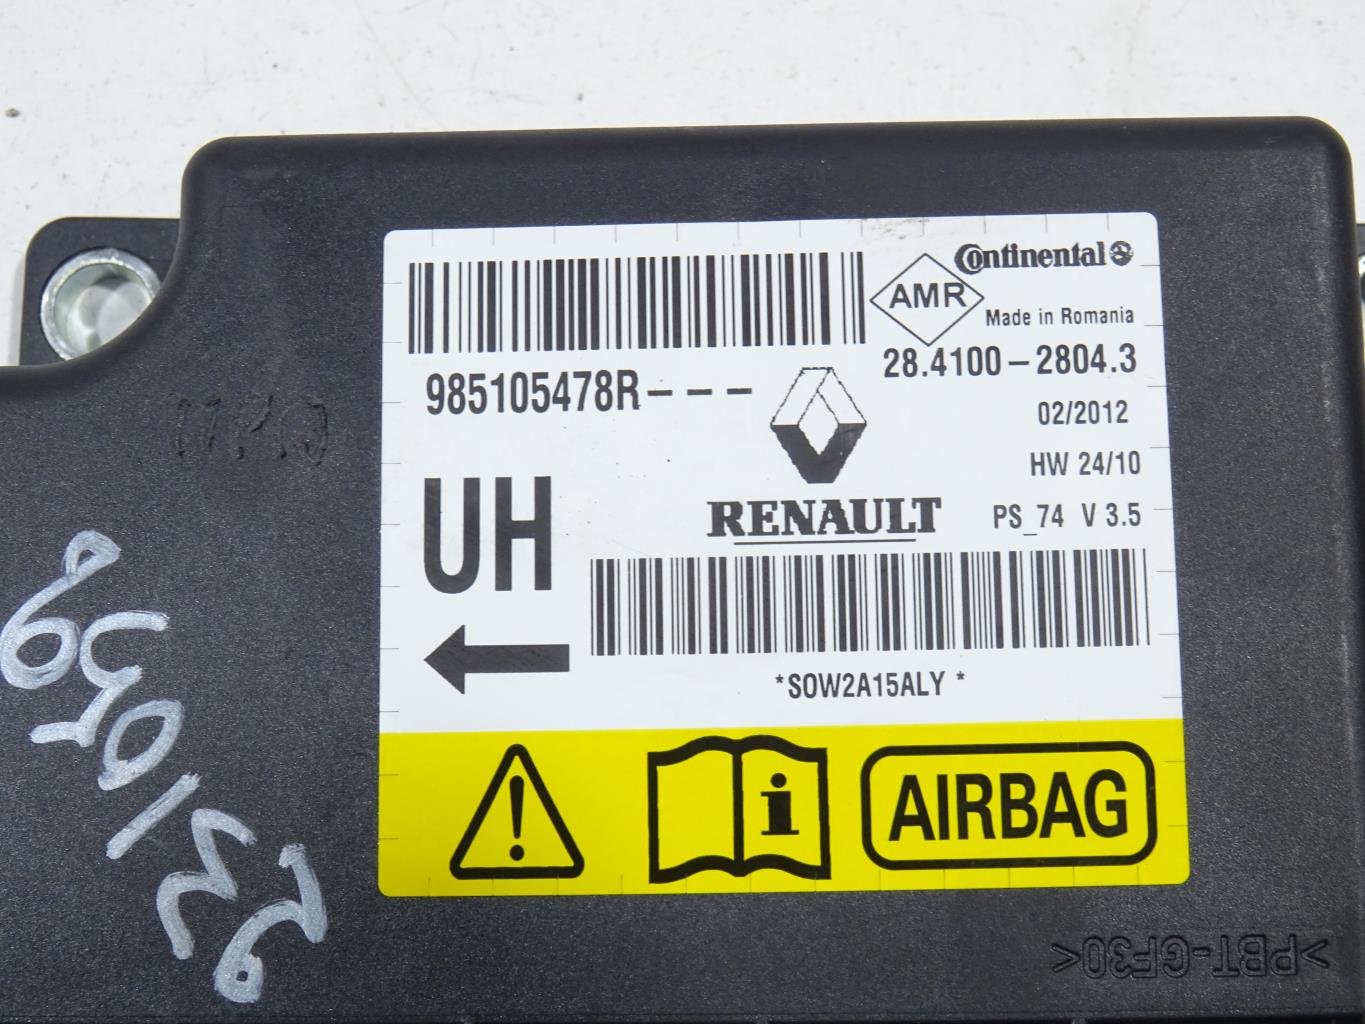 Continental
AMR
Made in Romania
28.4100-2804.3
985105478R---
02/2012
HW 24/10
UH
RENAULT
PS_74 V 3.5
*SOW2A15ALY *
i
AIRBAG
>PBT-GF30<